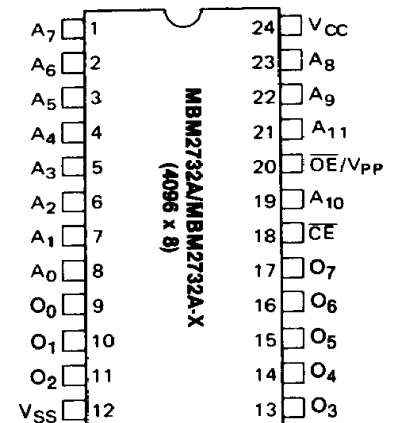 A7 1 24 VCC
A6 2 23 A8
A5 3 22 A9
A4 4 21 A11
A3 5 20 O̅E̅/VPP
A2 6 19 A10
A1 7 18 C̅E̅
A0 8 17 O7
O0 9 16 O6
O1 10 15 O5
O2 11 14 O4
VSS 12 13 O3
MBM2732A/MBM2732A-X
(4096 x 8)